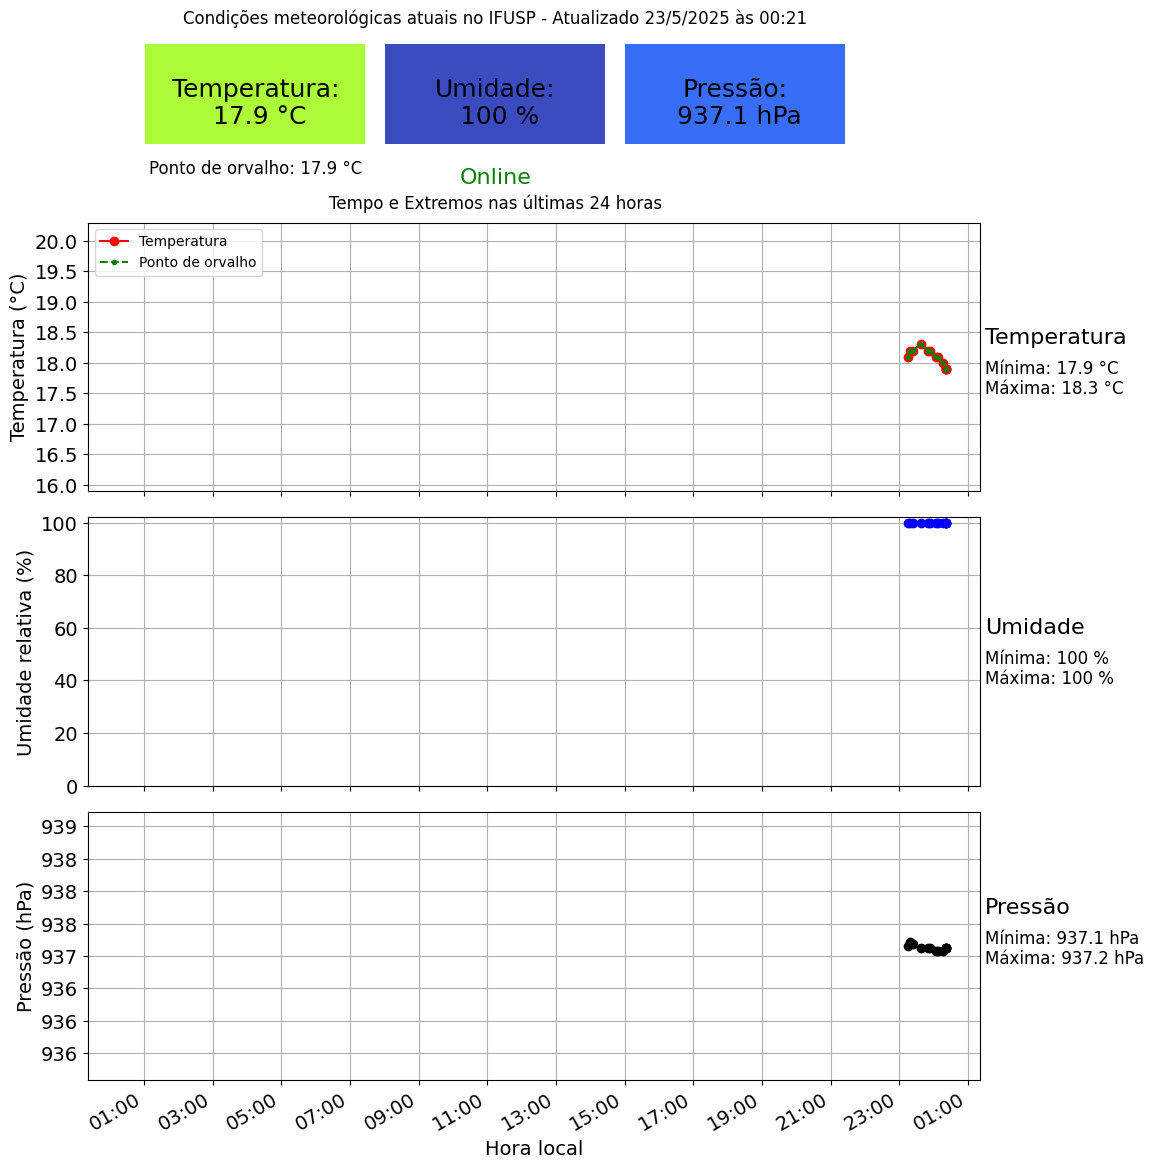 Condições meteorológicas atuais no IFUSP - Atualizado 23/5/2025 às 00:21
Temperatura:
17.9 °C
Umidade:
100 %
Pressão:
937.1 hPa
Ponto de orvalho: 17.9 °C
Online
Tempo e Extremos nas últimas 24 horas
Temperatura
Ponto de orvalho
Temperatura (°C)
20.0
19.5
19.0
18.5
18.0
17.5
17.0
16.5
16.0
Temperatura
Mínima: 17.9 °C
Máxima: 18.3 °C
Umidade relativa (%)
100
80
60
40
20
0
Umidade
Mínima: 100 %
Máxima: 100 %
Pressão (hPa)
939
938
938
938
937
936
936
936
Pressão
Mínima: 937.1 hPa
Máxima: 937.2 hPa
01:00 03:00 05:00 07:00 09:00 11:00 13:00 15:00 17:00 19:00 21:00 23:00 01:00
Hora local